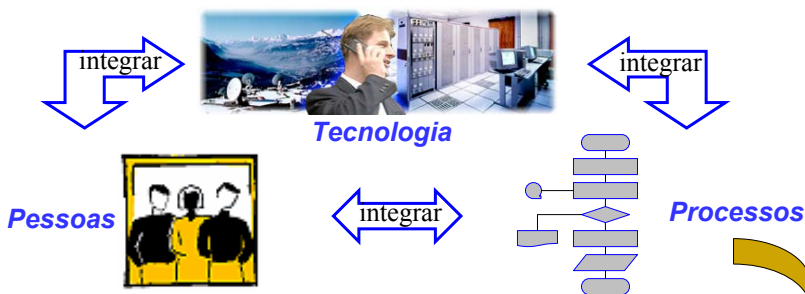 integrar
integrar
Tecnologia
Pessoas
integrar
Processos